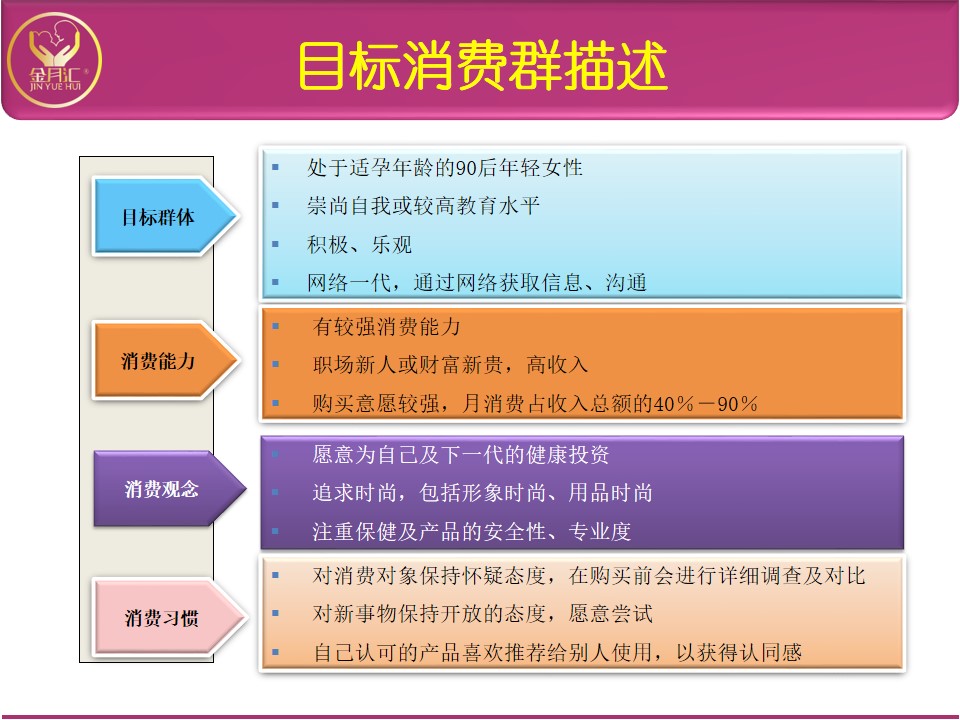 金月汇®
JIN YUE HUI
目标消费群描述
目标群体
处于适孕年龄的90后年轻女性
崇尚自我或较高教育水平
积极、乐观
网络一代，通过网络获取信息、沟通
消费能力
有较强消费能力
职场新人或财富新贵，高收入
购买意愿较强，月消费占收入总额的40％－90％
消费观念
愿意为自己及下一代的健康投资
追求时尚，包括形象时尚、用品时尚
注重保健及产品的安全性、专业度
消费习惯
对消费对象保持怀疑态度，在购买前会进行详细调查及对比
对新事物保持开放的态度，愿意尝试
自己认可的产品喜欢推荐给别人使用，以获得认同感